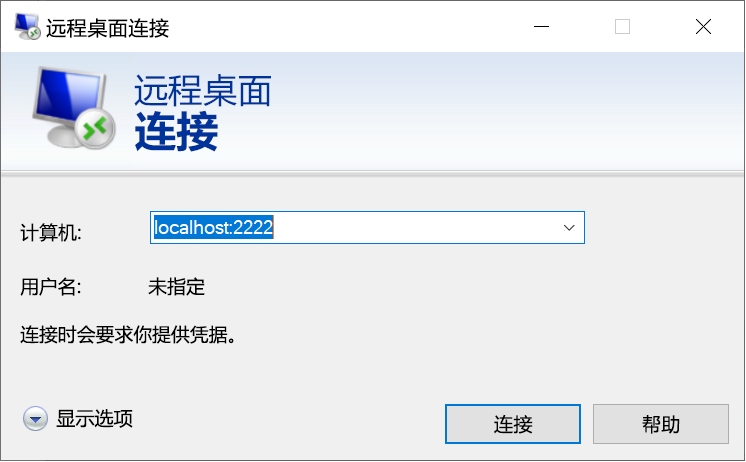 远程桌面连接
远程桌面
连接
计算机: localhost:2222
用户名: 未指定
连接时会要求你提供凭据。
显示选项 连接 帮助